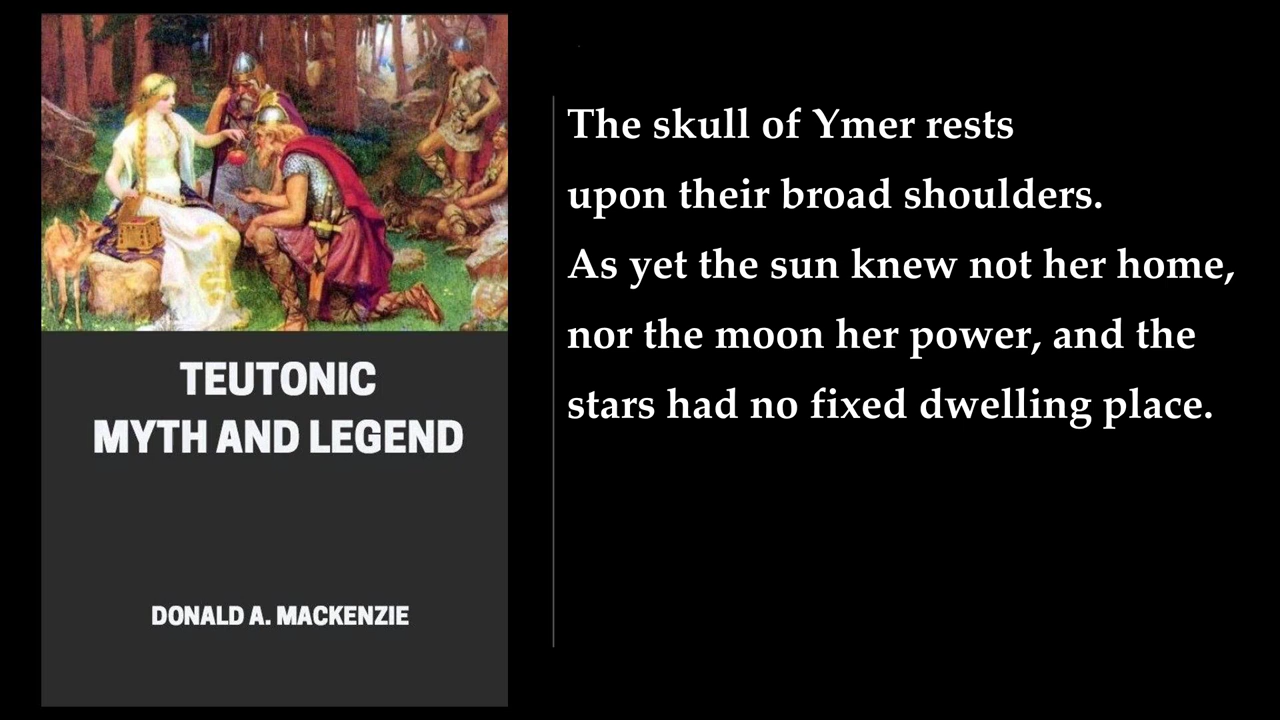 TEUTONIC
MYTH AND LEGEND
DONALD A. MACKENZIE
The skull of Ymer rests
upon their broad shoulders.
As yet the sun knew not her home,
nor the moon her power, and the
stars had no fixed dwelling place.